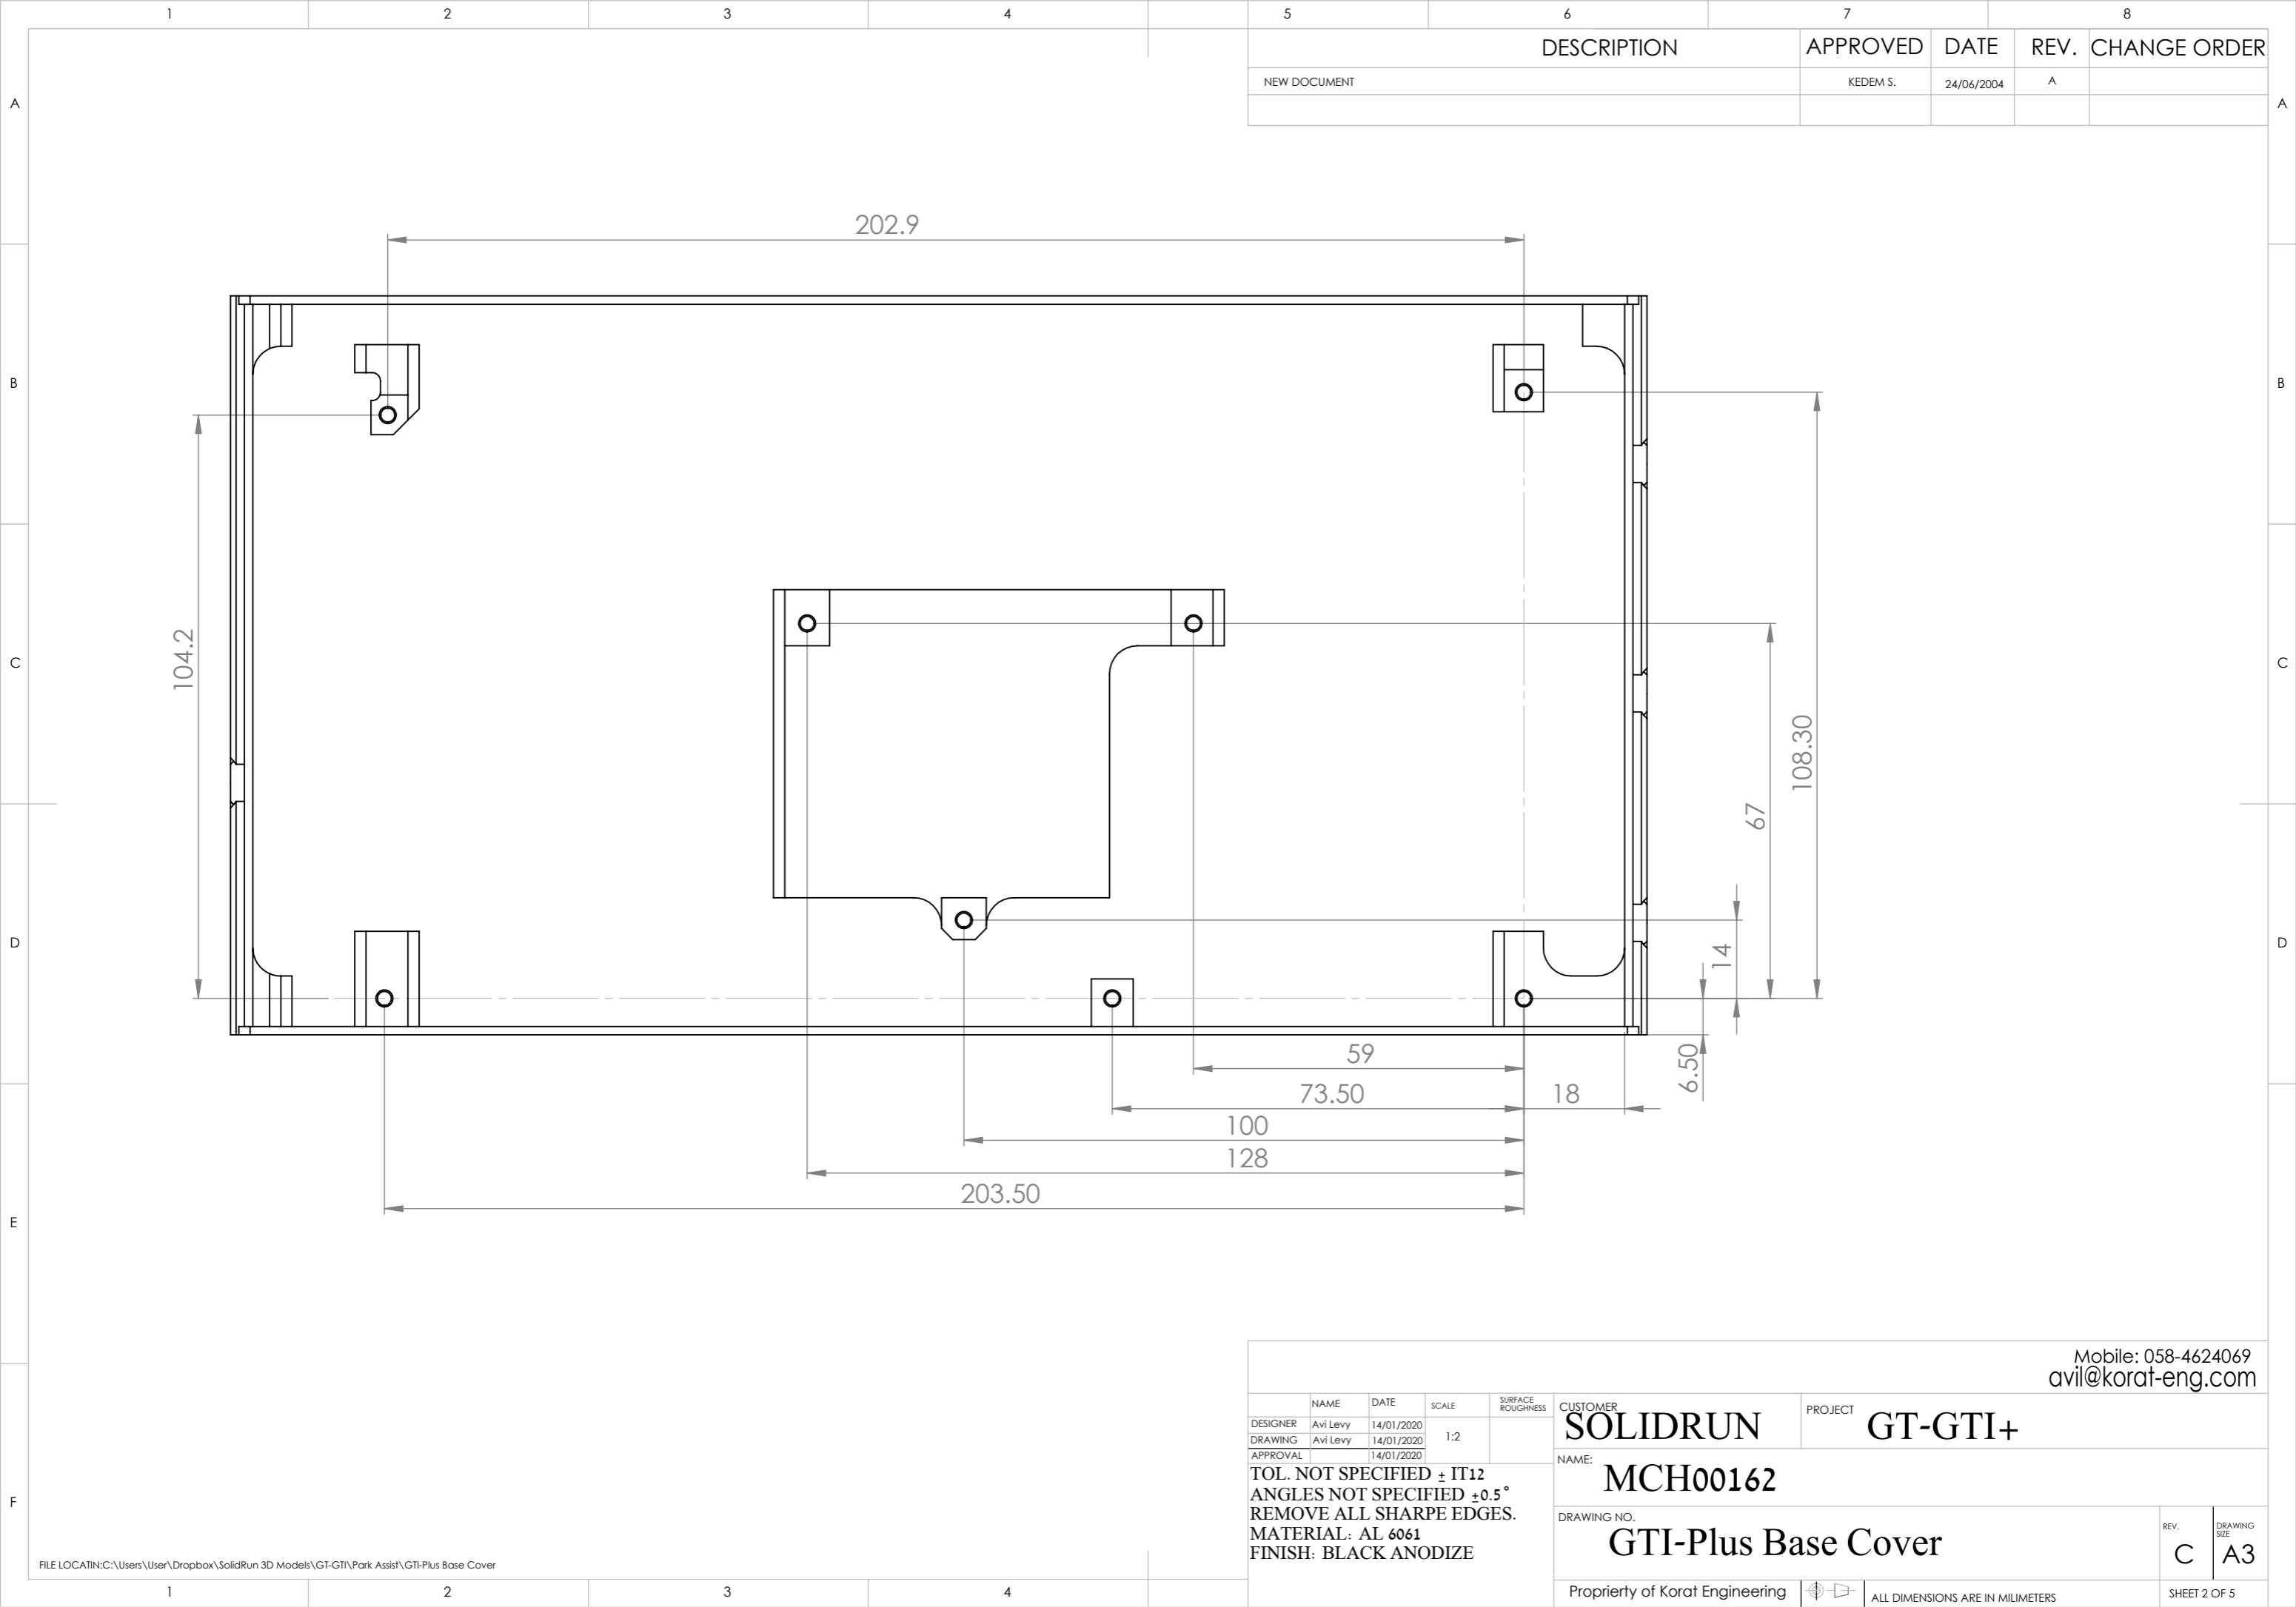 1 2 3 4 5 6 7 8
DESCRIPTION APPROVED DATE REV. CHANGE ORDER
NEW DOCUMENT KEDEM S. 24/06/2004 A
A A
202.9
B B
104.2
C C
108.30
67
14
D D
6.50
59
73.50 18
100
128
203.50
E E
Mobile: 058-4624069
avil@korat-eng.com
NAME DATE SCALE SURFACE ROUGHNESS
DESIGNER Avi Levy 14/01/2020
DRAWING Avi Levy 14/01/2020 1:2
APPROVAL 14/01/2020
CUSTOMER
SOLIDRUN
PROJECT GT-GTI+
NAME:
MCH00162
TOL. NOT SPECIFIED ± IT12
ANGLES NOT SPECIFIED ±0.5°
REMOVE ALL SHARPE EDGES.
MATERIAL: AL 6061
FINISH: BLACK ANODIZE
F
DRAWING NO.
GTI-Plus Base Cover
REV.
C
DRAWING SIZE
A3
FILE LOCATIN:C:\Users\User\Dropbox\SolidRun 3D Models\GT-GTI\Park Assist\GTI-Plus Base Cover
Proprierty of Korat Engineering ALL DIMENSIONS ARE IN MILIMETERS SHEET 2 OF 5
1 2 3 4